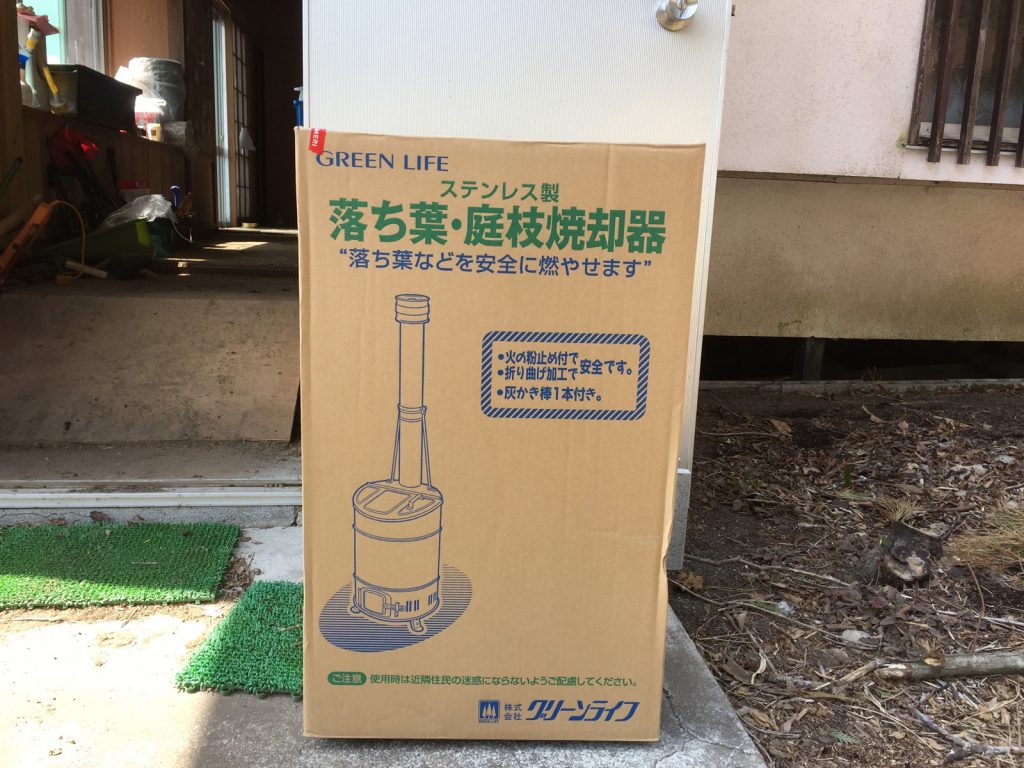 GREEN LIFE
ステンレス製
落ち葉・庭枝焼却器
“落ち葉などを安全に燃やせます”
•火の粉止め付で
•折り曲げ加工で
安全です。
•灰かき棒1本付き。
ご注意 使用時は近隣住民の迷惑にならないようご配慮してください。
GREEN LIFE
株式会社 グリーンライフ